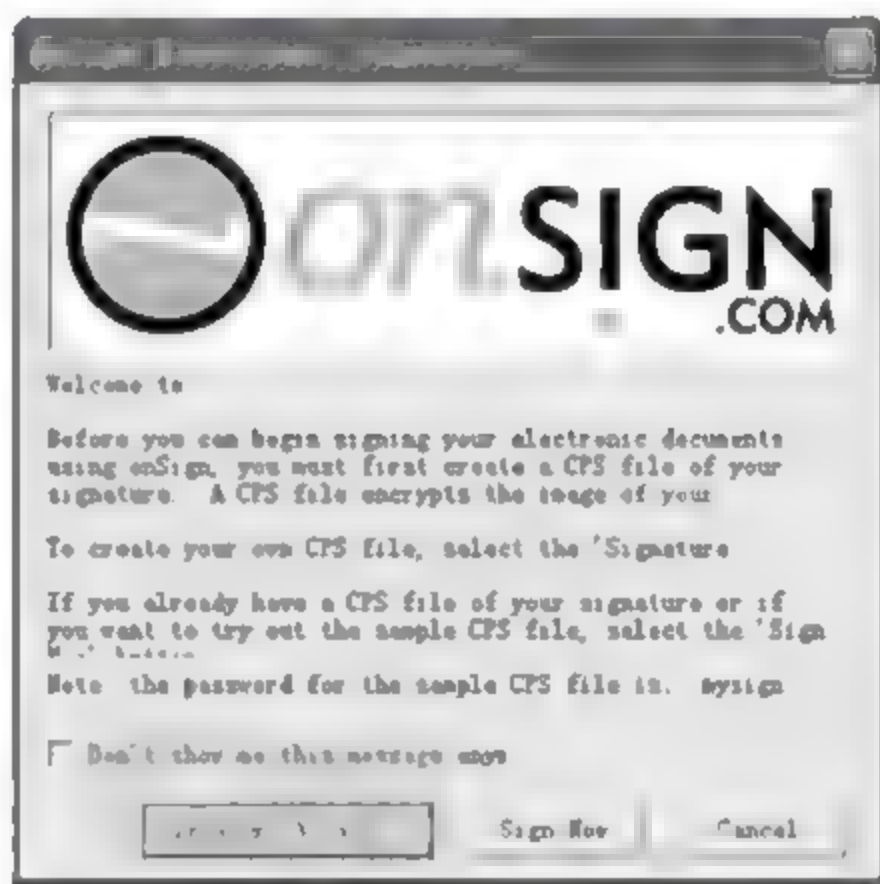 on.SIGN
.COM
Welcome to
Before you can begin signing your electronic documents
using onSign, you must first create a CPS file of your
signature. A CPS file encrypts the image of your
To create your own CPS file, select the 'Signature
If you already have a CPS file of your signature or if
you want to try out the sample CPS file, select the 'Sign
Note the password for the sample CPS file is. mysign
Don't show me this message
Sign Now
Cancel